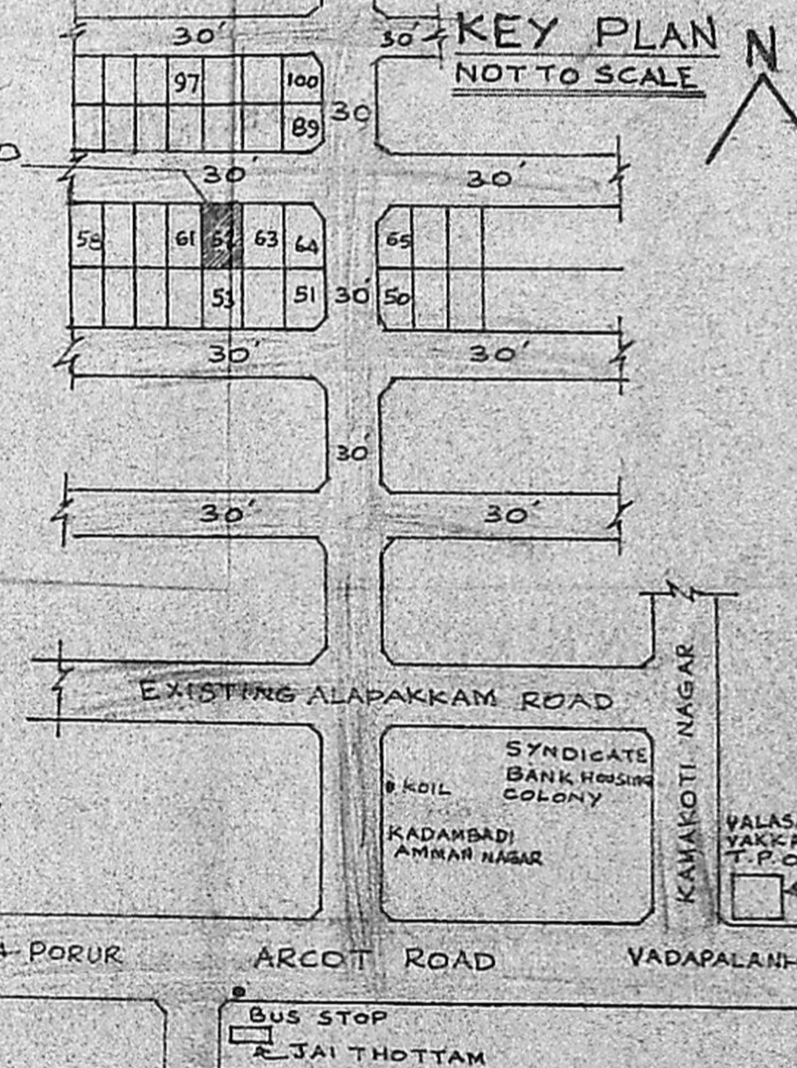 KEY PLAN
NOT TO SCALE
N
30' 30'
97 100
30
89
30' 30'
58 61 62 63 64 65
53 51 30' 50
30' 30'
30'
30' 30'
EXISTING ALAPAKKAM ROAD
KAMAKOTI NAGAR
SYNDICATE
BANK HOUSING
COLONY
KOIL
KADAMBADI
AMMAN NAGAR
VALAS
VAKKA
T.P.O
PORUR ARCOT ROAD VADAPALANI
BUS STOP
JAI THOTTAM